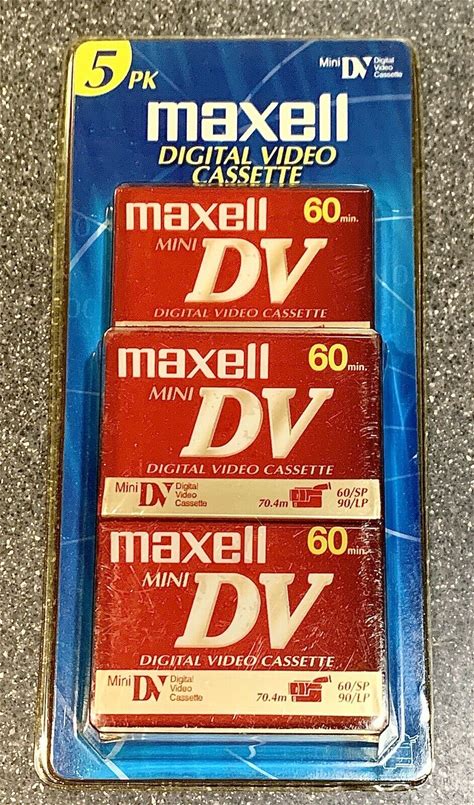 5 PK
Mini DV Digital Video Cassette
maxell
DIGITAL VIDEO
CASSETTE
maxell 60 min.
MINI DV
DIGITAL VIDEO CASSETTE
maxell 60 min.
MINI DV
DIGITAL VIDEO CASSETTE
Mini DV Digital Video Cassette 70.4m 60/SP 90/LP
maxell 60 min.
MINI DV
DIGITAL VIDEO CASSETTE
Mini DV Digital Video Cassette 70.4m 60/SP 90/LP